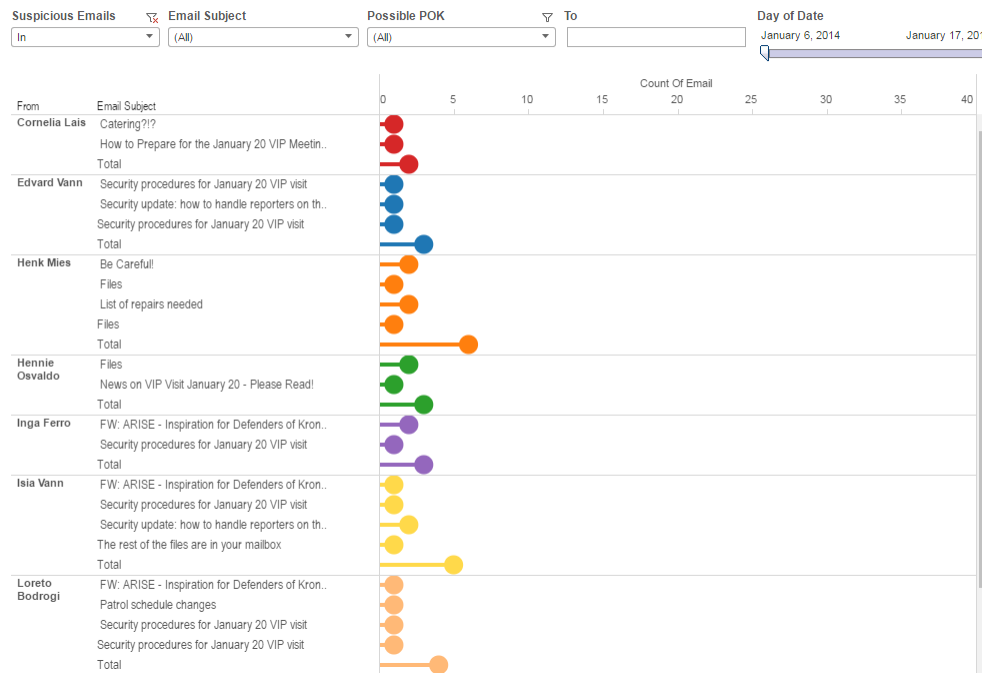 Suspicious Emails Email Subject Possible POK To Day of Date
In (All) (All) January 6, 2014 January 17, 201
Count Of Email
0 5 10 15 20 25 30 35 40
From Email Subject
Cornelia Lais Catering?!?
How to Prepare for the January 20 VIP Meetin..
Total
Edvard Vann Security procedures for January 20 VIP visit
Security update: how to handle reporters on th..
Security procedures for January 20 VIP visit
Total
Henk Mies Be Careful!
Files
List of repairs needed
Files
Total
Hennie Files
Osvaldo
News on VIP Visit January 20 - Please Read!
Total
Inga Ferro FW: ARISE - Inspiration for Defenders of Kron..
Security procedures for January 20 VIP visit
Total
Isia Vann FW: ARISE - Inspiration for Defenders of Kron..
Security procedures for January 20 VIP visit
Security update: how to handle reporters on th..
The rest of the files are in your mailbox
Total
Loreto FW: ARISE - Inspiration for Defenders of Kron..
Bodrogi
Patrol schedule changes
Security procedures for January 20 VIP visit
Security procedures for January 20 VIP visit
Total